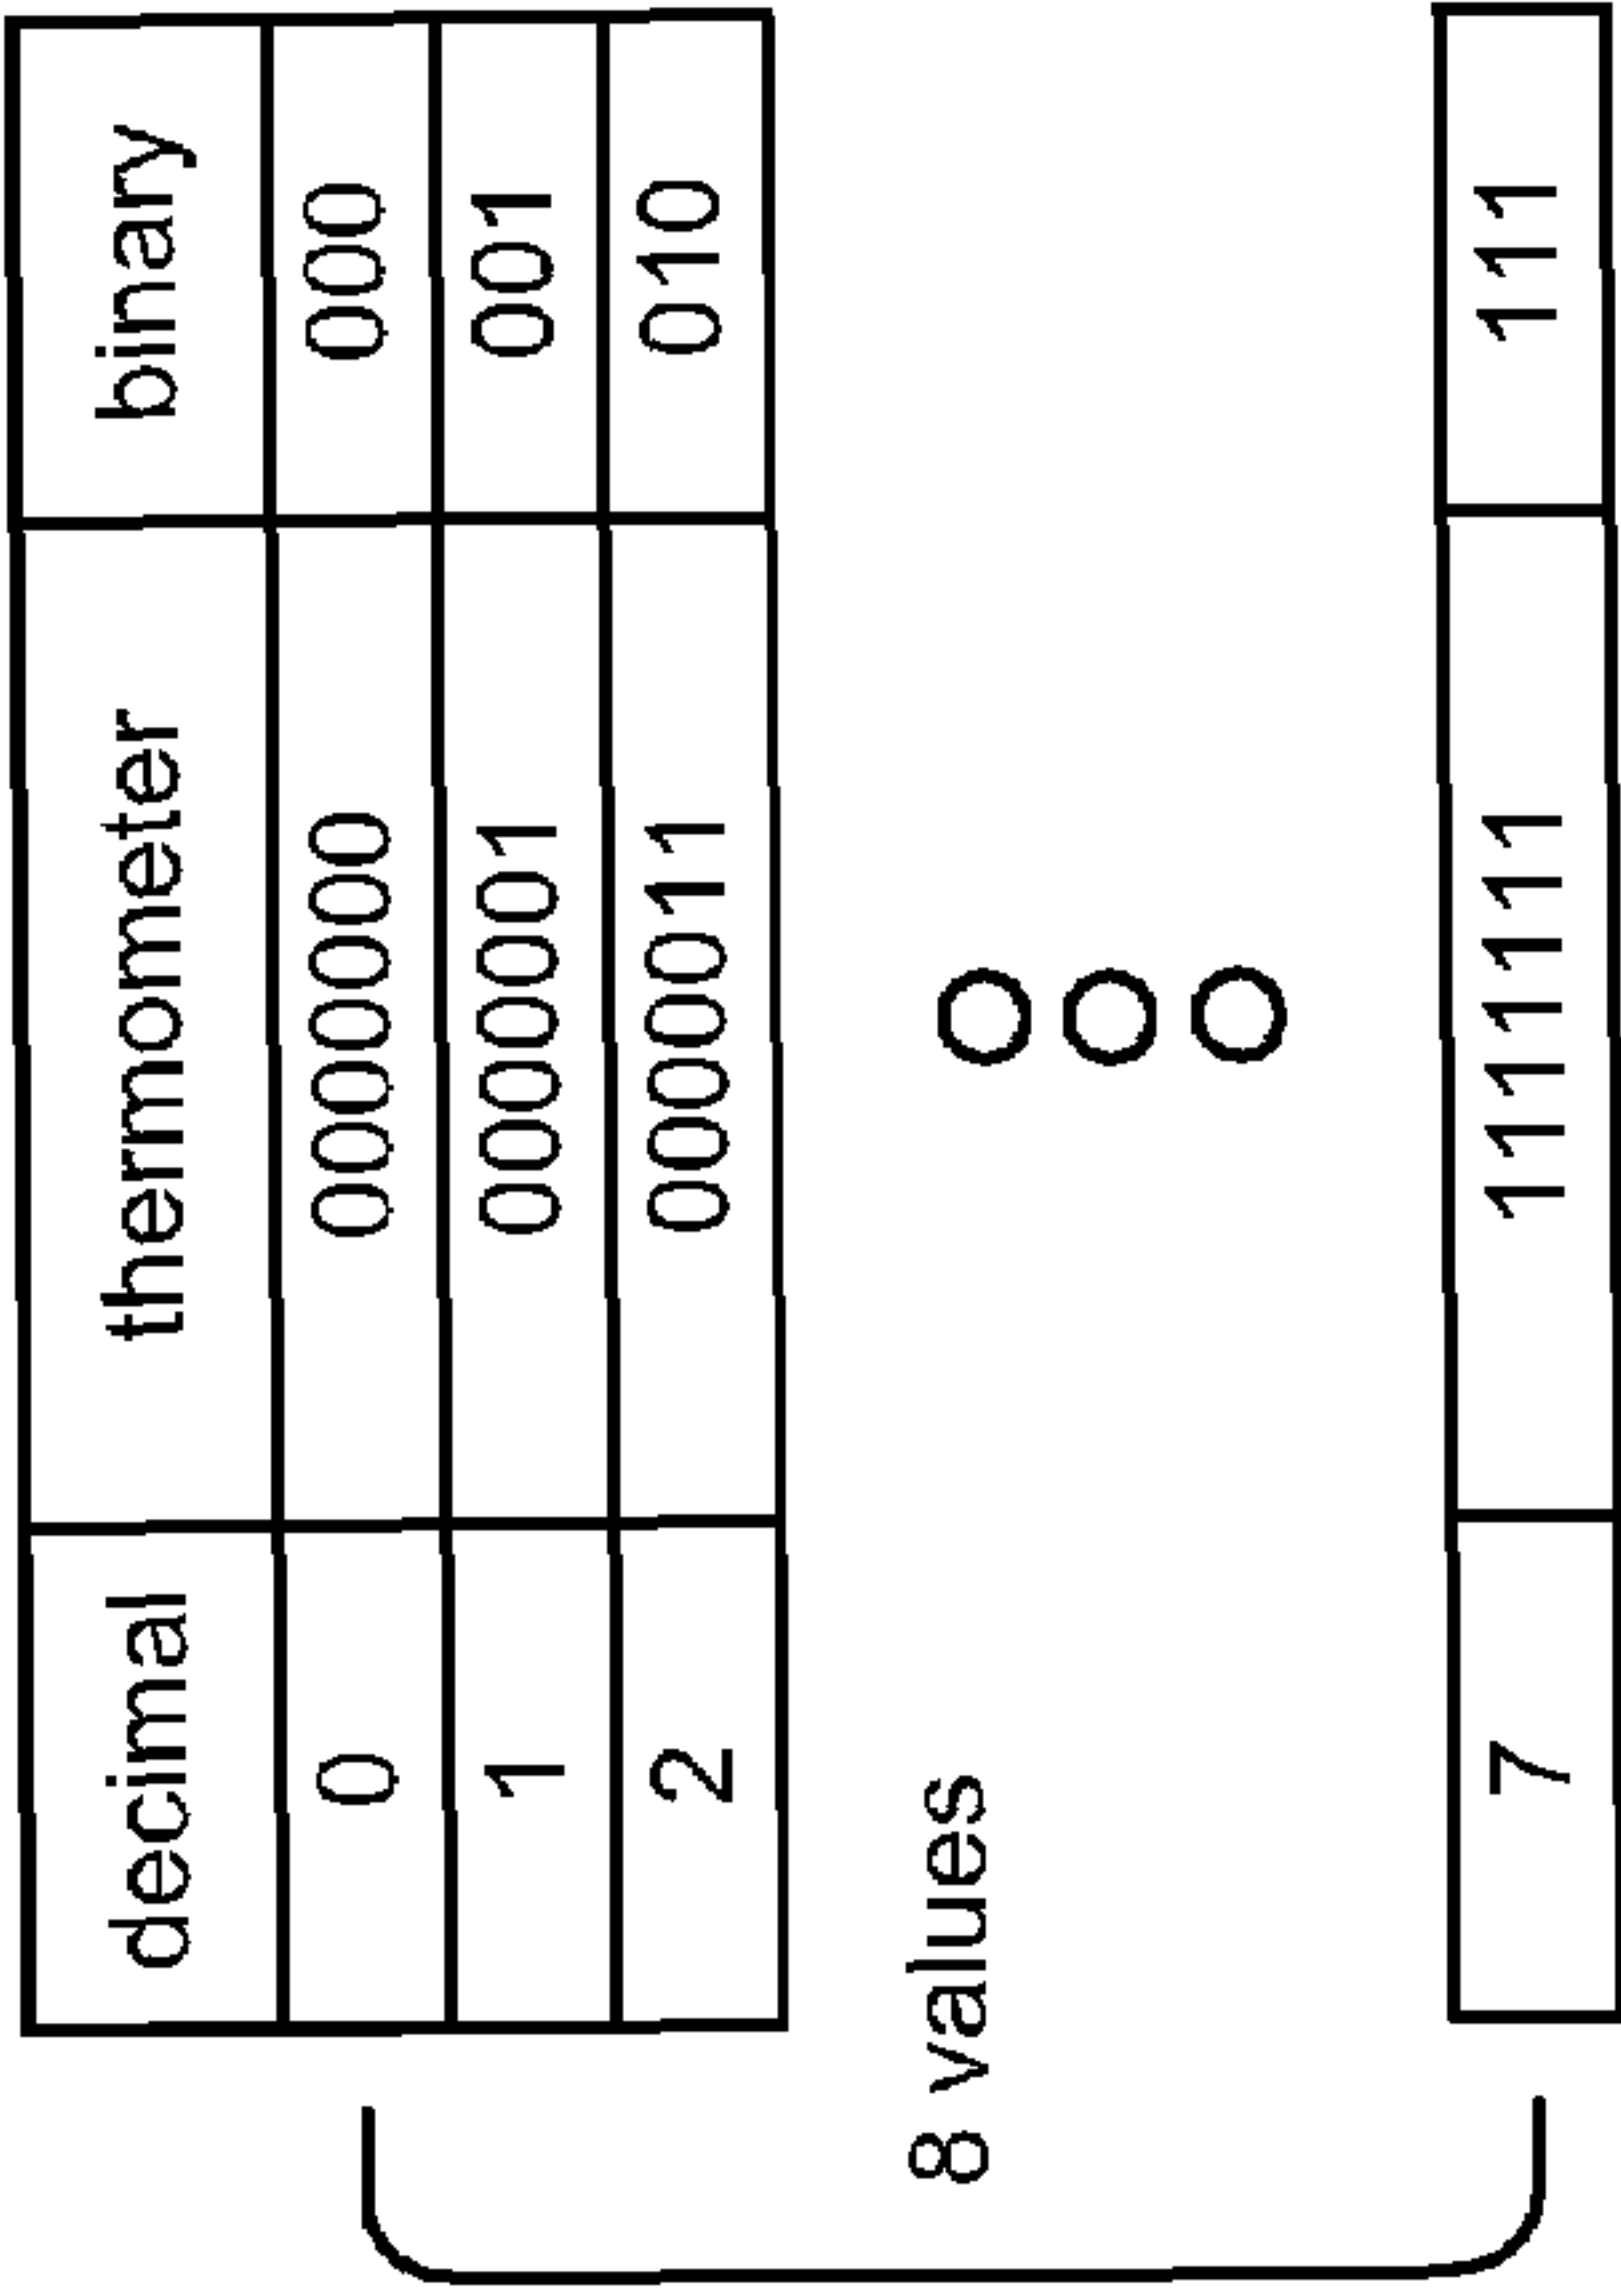 decimal thermometer binary
0 0000000 000
1 0000001 001
2 0000011 010
8 values
7 1111111 111